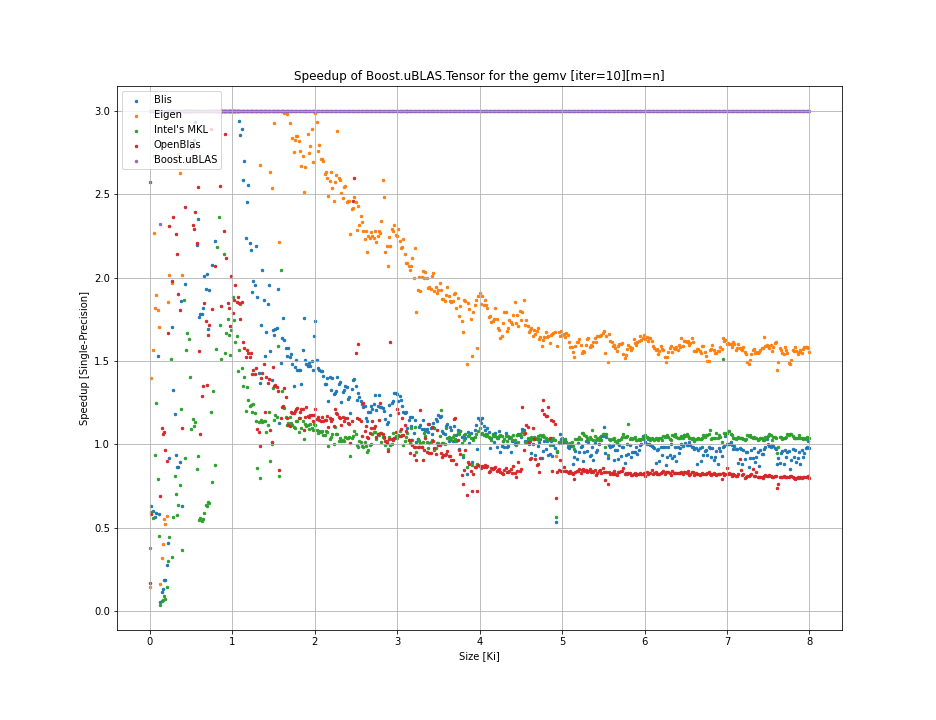 Speedup of Boost.uBLAS.Tensor for the gemv [iter=10][m=n]
Speedup [Single-Precision]
3.0
2.5
2.0
1.5
1.0
0.5
0.0
Blis
Eigen
Intel's MKL
OpenBlas
Boost.uBLAS
0 1 2 3 4 5 6 7 8
Size [Ki]